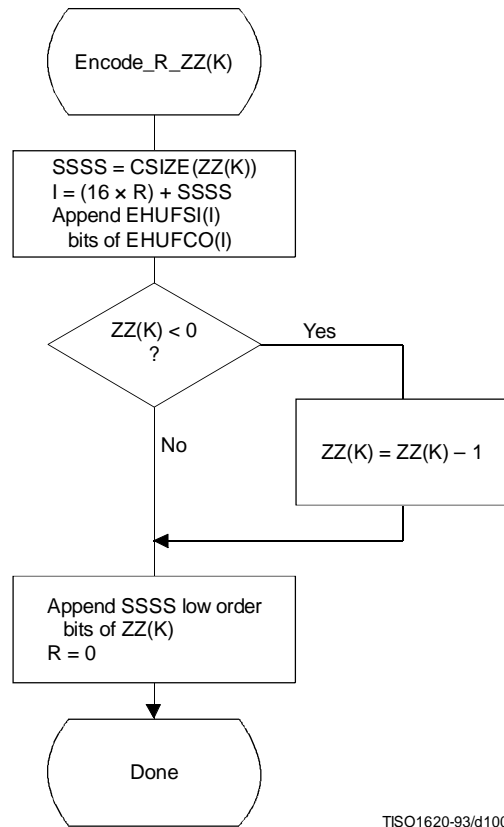 Encode_R_ZZ(K)
SSSS = CSIZE(ZZ(K))
I = (16 × R) + SSSS
Append EHUFSI(I)
bits of EHUFCO(I)
ZZ(K) < 0
?
Yes
No
ZZ(K) = ZZ(K) – 1
Append SSSS low order
bits of ZZ(K)
R = 0
Done
TISO1620-93/d100